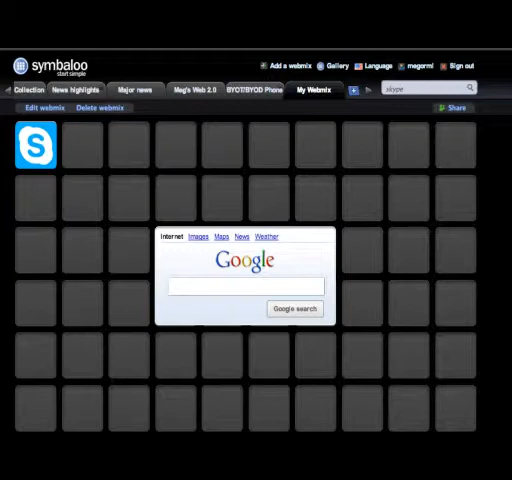 symbaloo
start simple
Add a webmix Gallery Language megormi Sign out
Collection News highlights Major news Meg's Web 2.0 BYOT/BYOD Phone My Webmix skype
Edit webmix Delete webmix Share
S
Internet Images Maps News Weather
Google
Google search